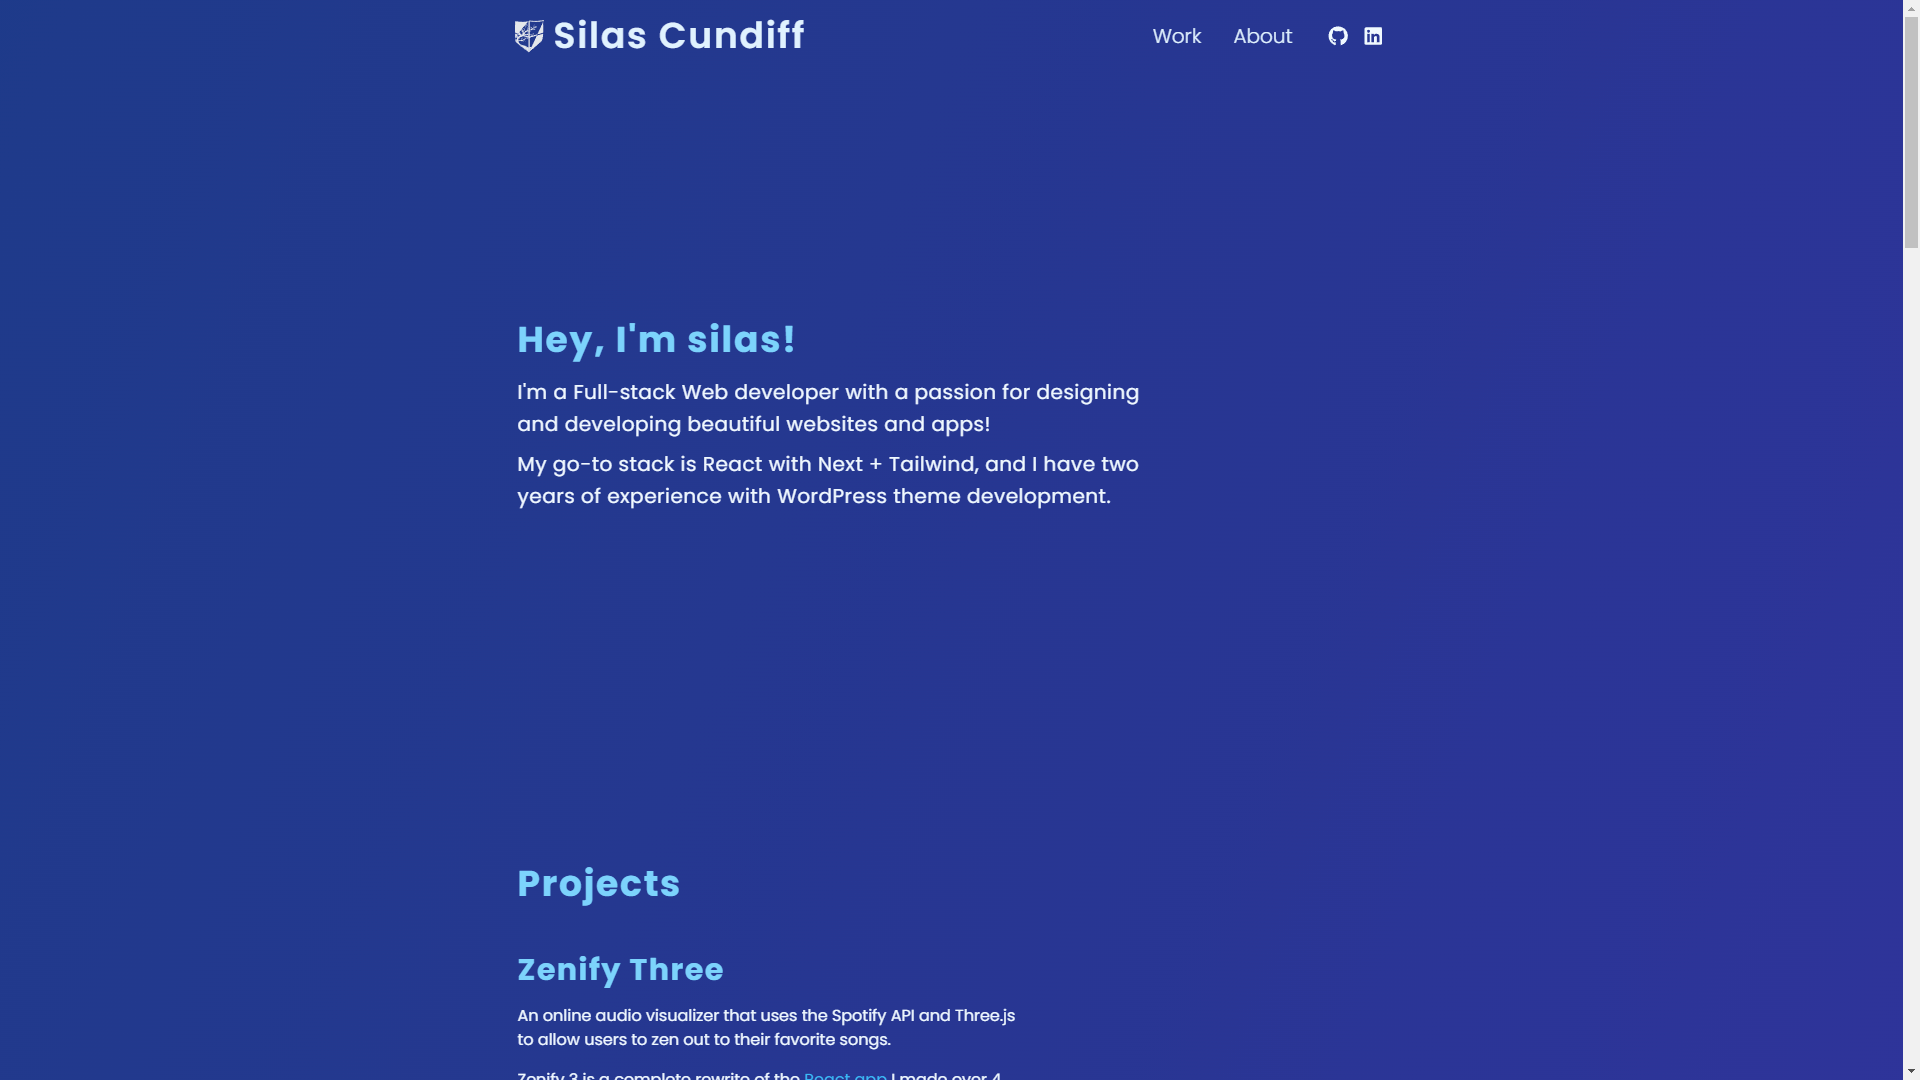 Silas Cundiff
Work
About
Hey, I'm silas!
I'm a Full-stack Web developer with a passion for designing
and developing beautiful websites and apps!
My go-to stack is React with Next + Tailwind, and I have two
years of experience with WordPress theme development.
Projects
Zenify Three
An online audio visualizer that uses the Spotify API and Three.js
to allow users to zen out to their favorite songs.
Zenify 3 is a complete rewrite of the React app I made over 4